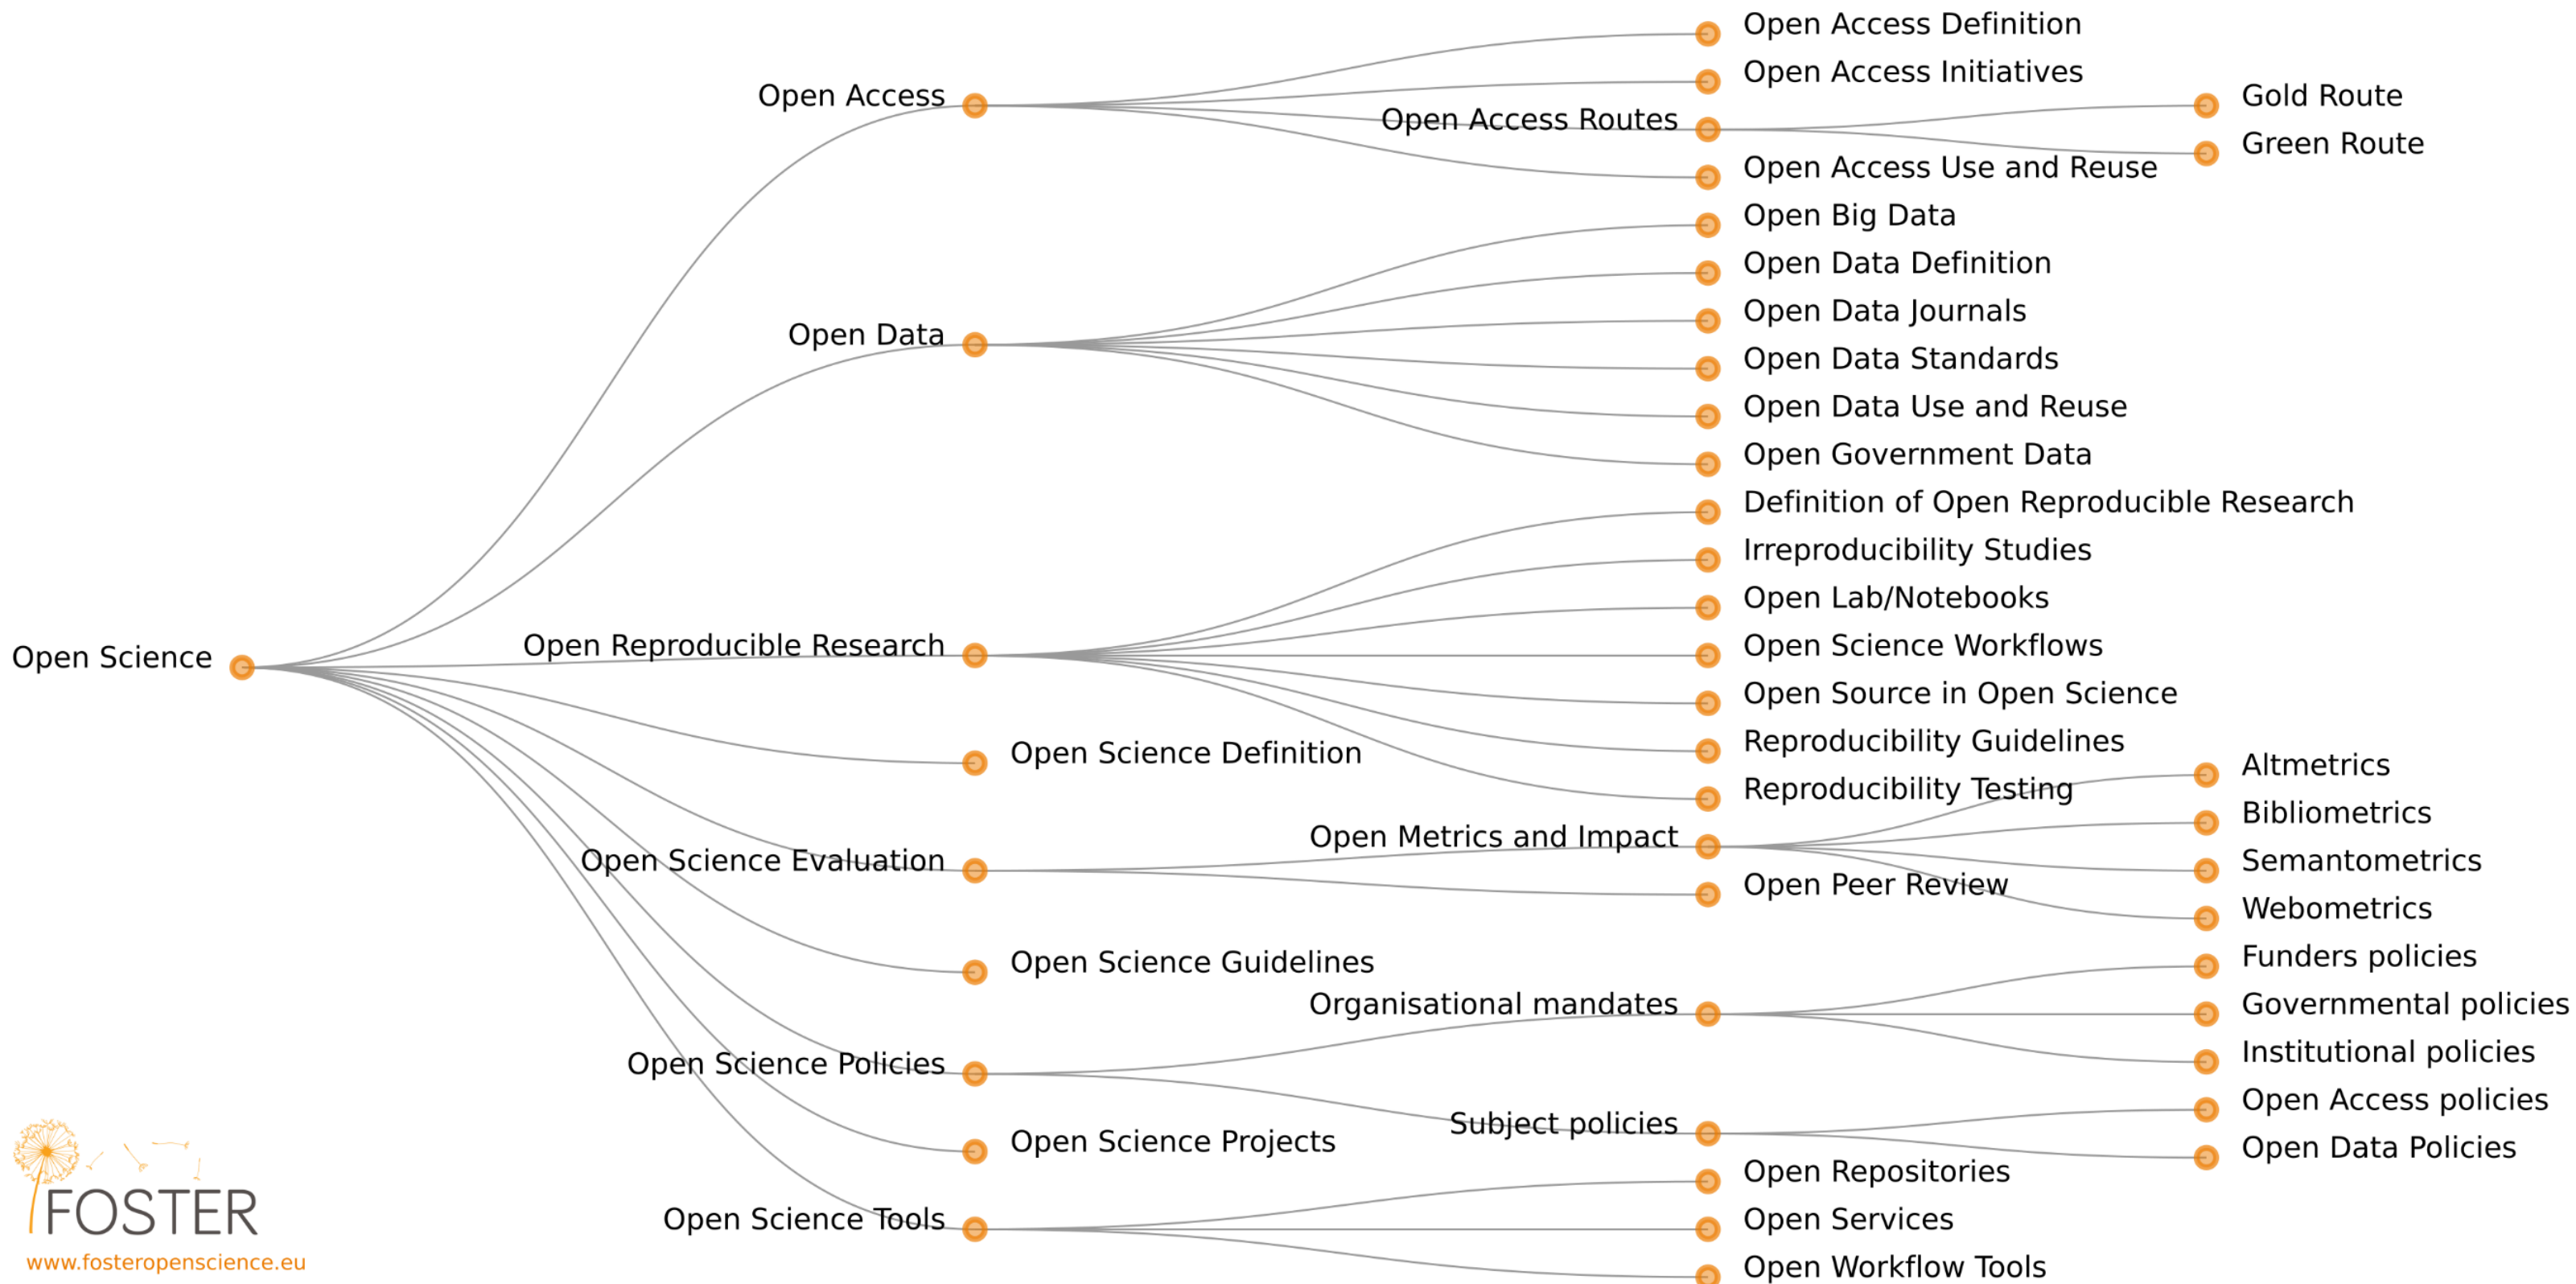 Open Science
Open Access
Open Access Definition
Open Access Initiatives
Open Access Routes
Gold Route
Green Route
Open Access Use and Reuse
Open Data
Open Big Data
Open Data Definition
Open Data Journals
Open Data Standards
Open Data Use and Reuse
Open Government Data
Open Reproducible Research
Definition of Open Reproducible Research
Irreproducibility Studies
Open Lab/Notebooks
Open Science Workflows
Open Source in Open Science
Reproducibility Guidelines
Reproducibility Testing
Open Science Definition
Open Science Evaluation
Open Metrics and Impact
Altmetrics
Bibliometrics
Semantometrics
Webometrics
Open Peer Review
Open Science Guidelines
Open Science Policies
Organisational mandates
Funders policies
Governmental policies
Institutional policies
Subject policies
Open Access policies
Open Data Policies
Open Science Projects
Open Science Tools
Open Repositories
Open Services
Open Workflow Tools
FOSTER
www.fosteropenscience.eu